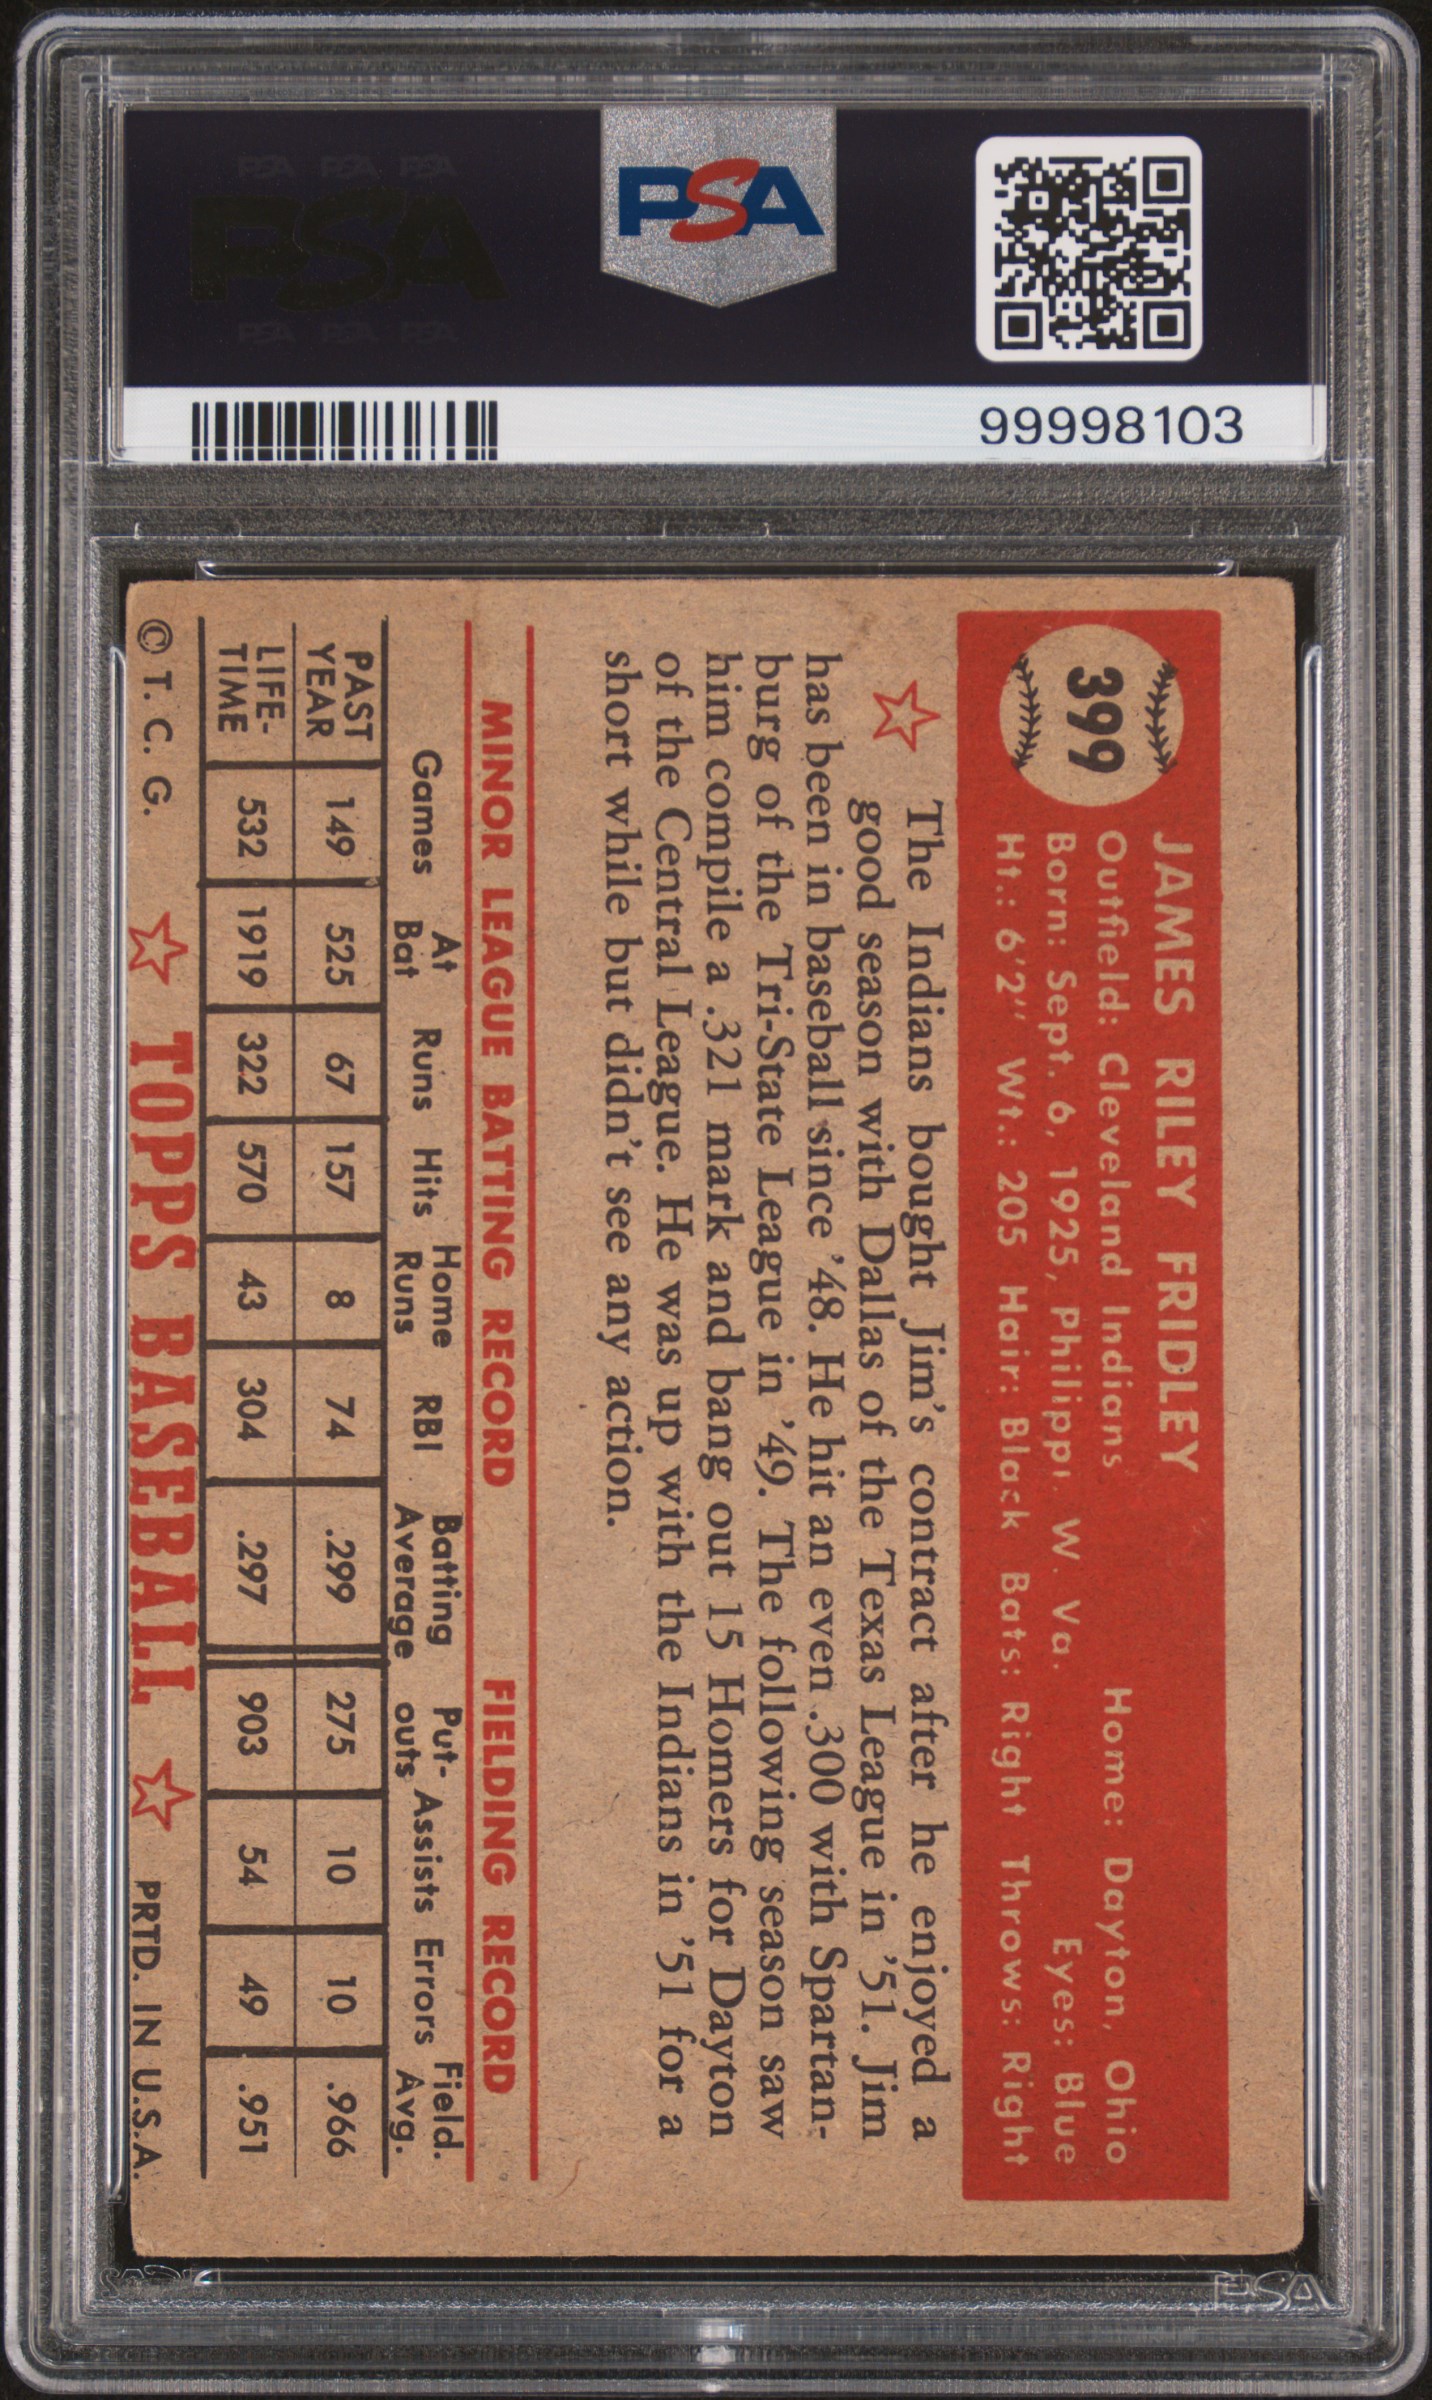 PSA PSA PSA
PSA
PSA PSA PSA
PSA
99998103
399
JAMES RILEY FRIDLEY
Outfield: Cleveland Indians Home: Dayton, Ohio
Born: Sept. 6, 1925, Philippi, W. Va. Eyes: Blue
Ht.: 6'2" Wt.: 205 Hair: Black Bats: Right Throws: Right
The Indians bought Jim's contract after he enjoyed a
good season with Dallas of the Texas League in '51. Jim
has been in baseball since '48. He hit an even .300 with Spartan-
burg of the Tri-State League in '49. The following season saw
him compile a .321 mark and bang out 15 Homers for Dayton
of the Central League. He was up with the Indians in '51 for a
short while but didn't see any action.
MINOR LEAGUE BATTING RECORD FIELDING RECORD
Games At Bat Runs Hits Home Runs RBI Batting Average Put-outs Assists Errors Field. Avg.
PAST YEAR 149 525 67 157 8 74 .299 275 10 10 .966
LIFE-TIME 532 1919 322 570 43 304 .297 903 54 49 .951
© T. C. G. TOPPS BASEBALL PRTD. IN U.S.A.
PSA